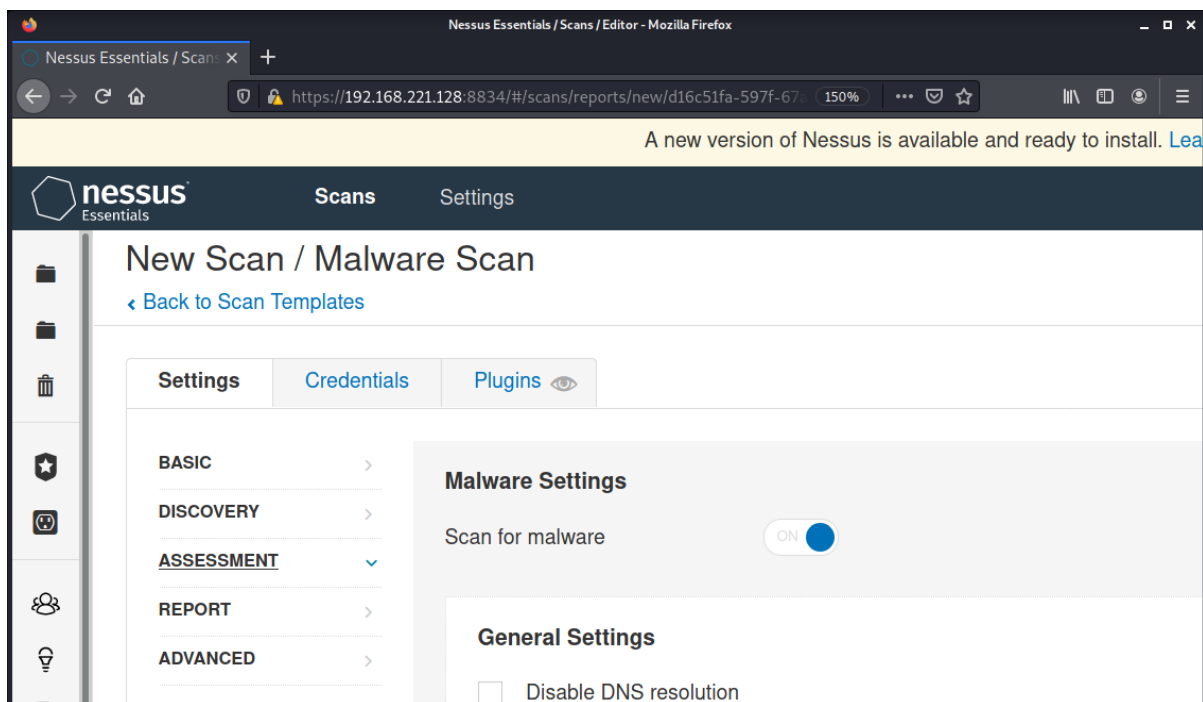 Nessus Essentials / Scans / Editor - Mozilla Firefox
Nessus Essentials / Scans
https://192.168.221.128:8834/#/scans/reports/new/d16c51fa-597f-67a 150%
A new version of Nessus is available and ready to install. Lea
nessus Scans Settings
Essentials
New Scan / Malware Scan
Back to Scan Templates
Settings Credentials Plugins
BASIC
Malware Settings
DISCOVERY
Scan for malware ON
ASSESSMENT
REPORT
General Settings
ADVANCED
Disable DNS resolution